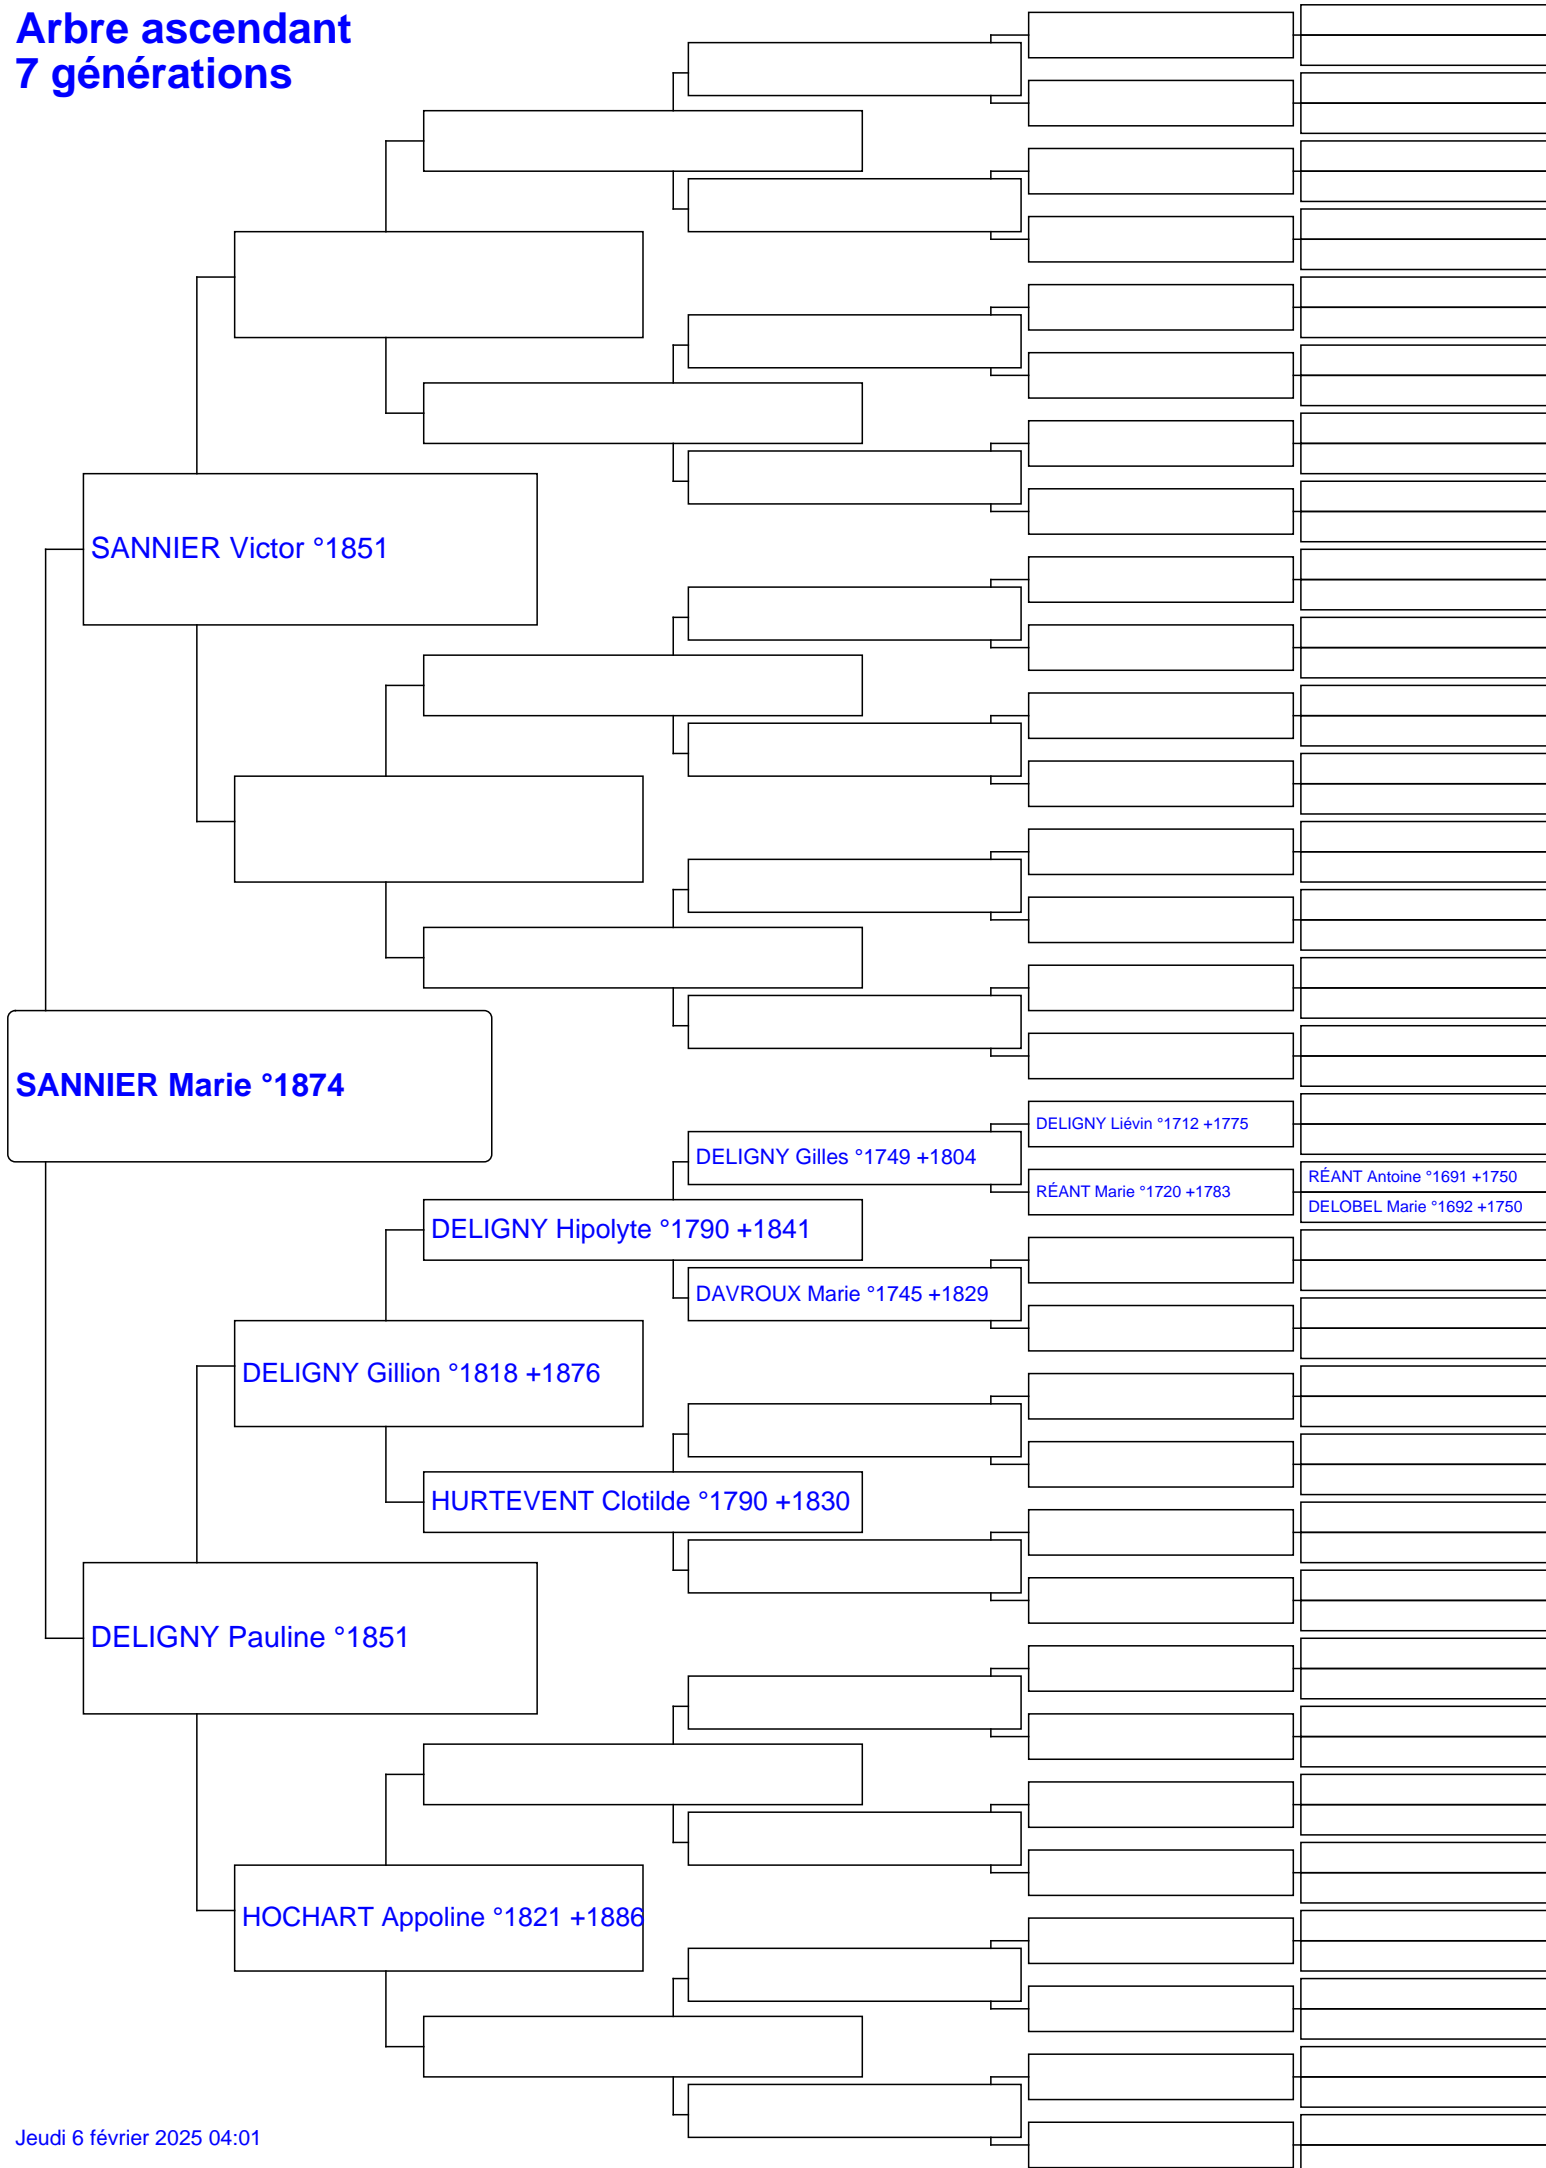 Arbre ascendant
7 générations
SANNIER Victor °1851
SANNIER Marie °1874
DELIGNY Liévin °1712 +1775
DELIGNY Gilles °1749 +1804
RÉANT Antoine °1691 +1750
RÉANT Marie °1720 +1783
DELOBEL Marie °1692 +1750
DELIGNY Hipolyte °1790 +1841
DAVROUX Marie °1745 +1829
DELIGNY Gillion °1818 +1876
HURTEVENT Clotilde °1790 +1830
DELIGNY Pauline °1851
HOCHART Appoline °1821 +1886
Jeudi 6 février 2025 04:01